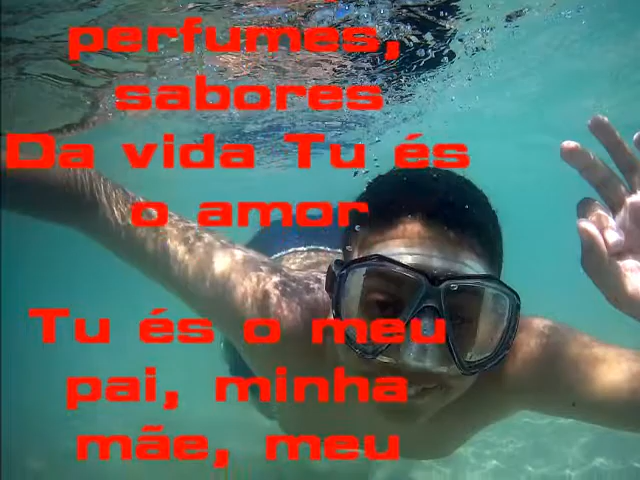 perfumes,
sabores
Da vida Tu és
o amor
Tu és o meu
pai, minha
mãe, meu